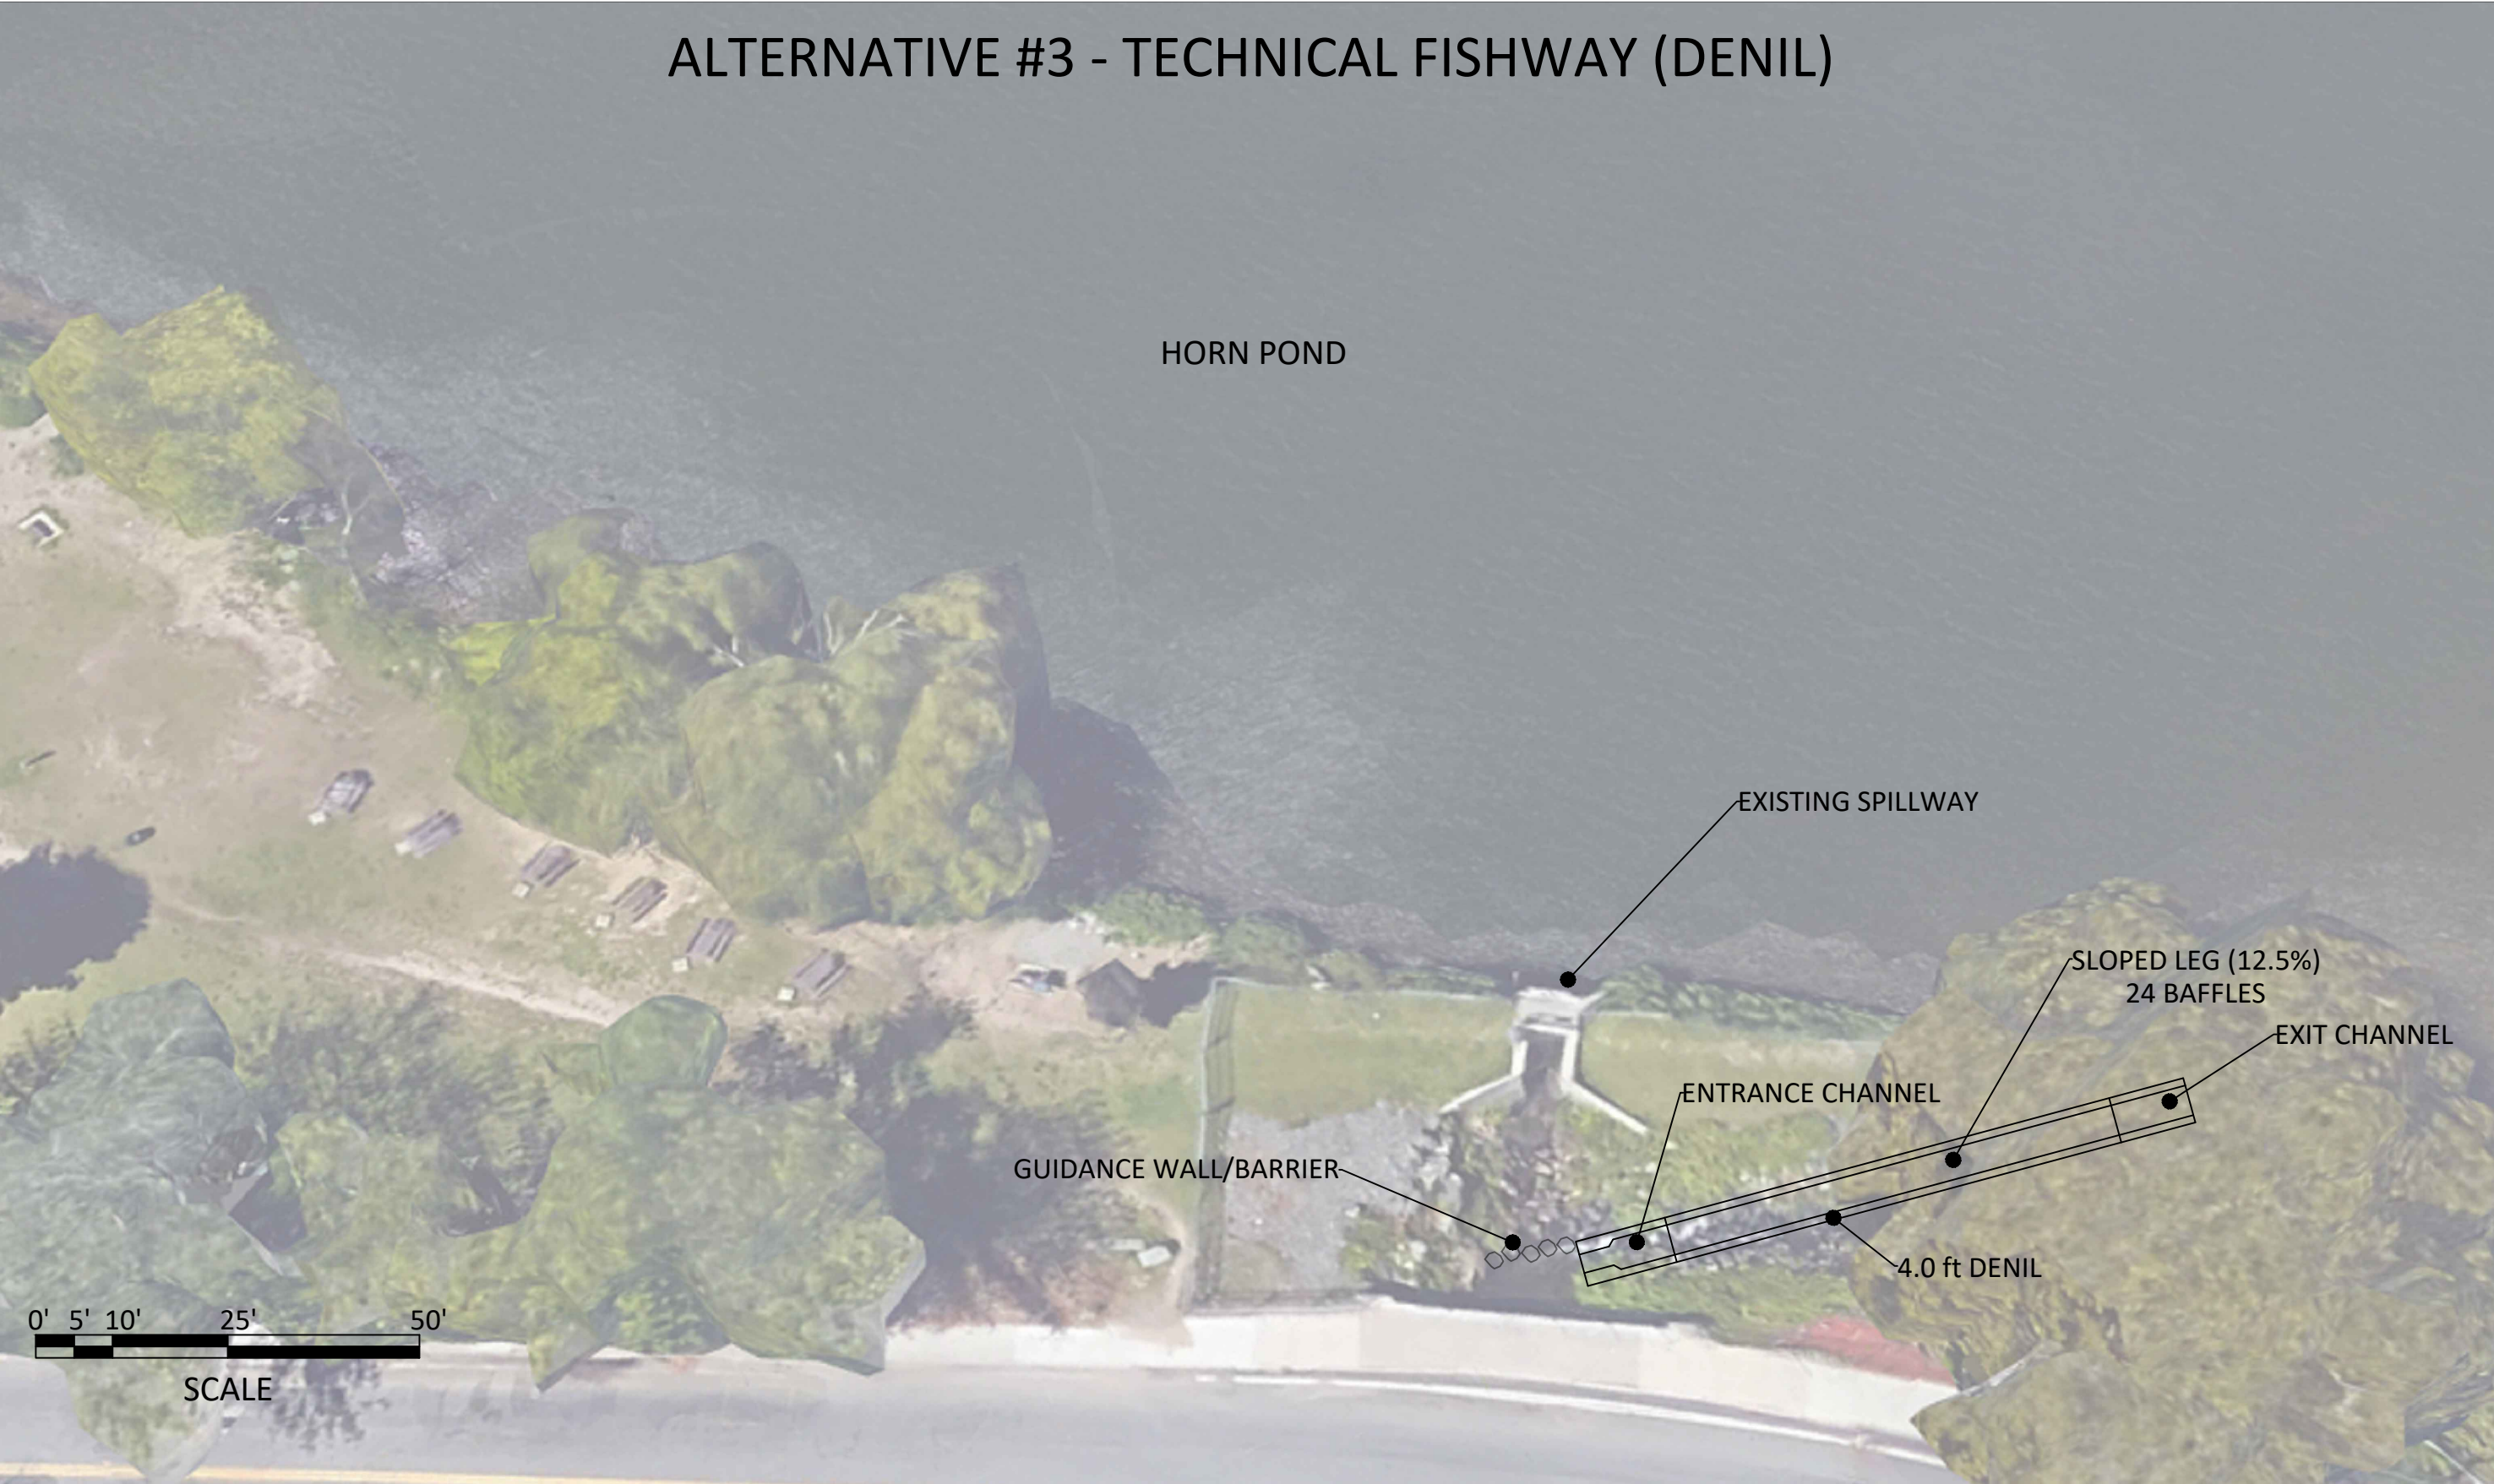 ALTERNATIVE #3 - TECHNICAL FISHWAY (DENIL)
HORN POND
EXISTING SPILLWAY
SLOPED LEG (12.5%)
24 BAFFLES
EXIT CHANNEL
ENTRANCE CHANNEL
GUIDANCE WALL/BARRIER
4.0 ft DENIL
0' 5' 10' 25' 50'
SCALE